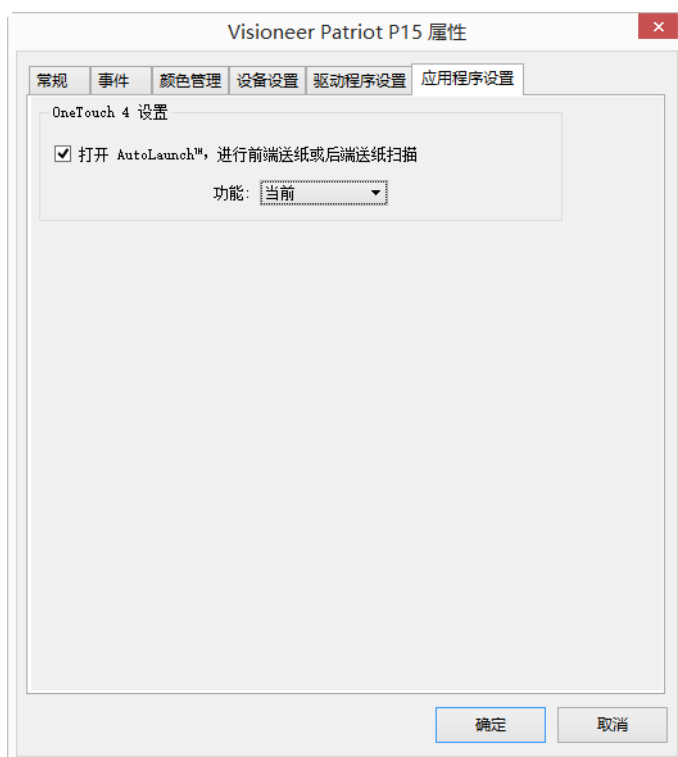 Visioneer Patriot P15 属性
常规 事件 颜色管理 设备设置 驱动程序设置 应用程序设置
OneTouch 4 设置
打开 AutoLaunch™, 进行前端送纸或后端送纸扫描
功能: 当前
确定 取消